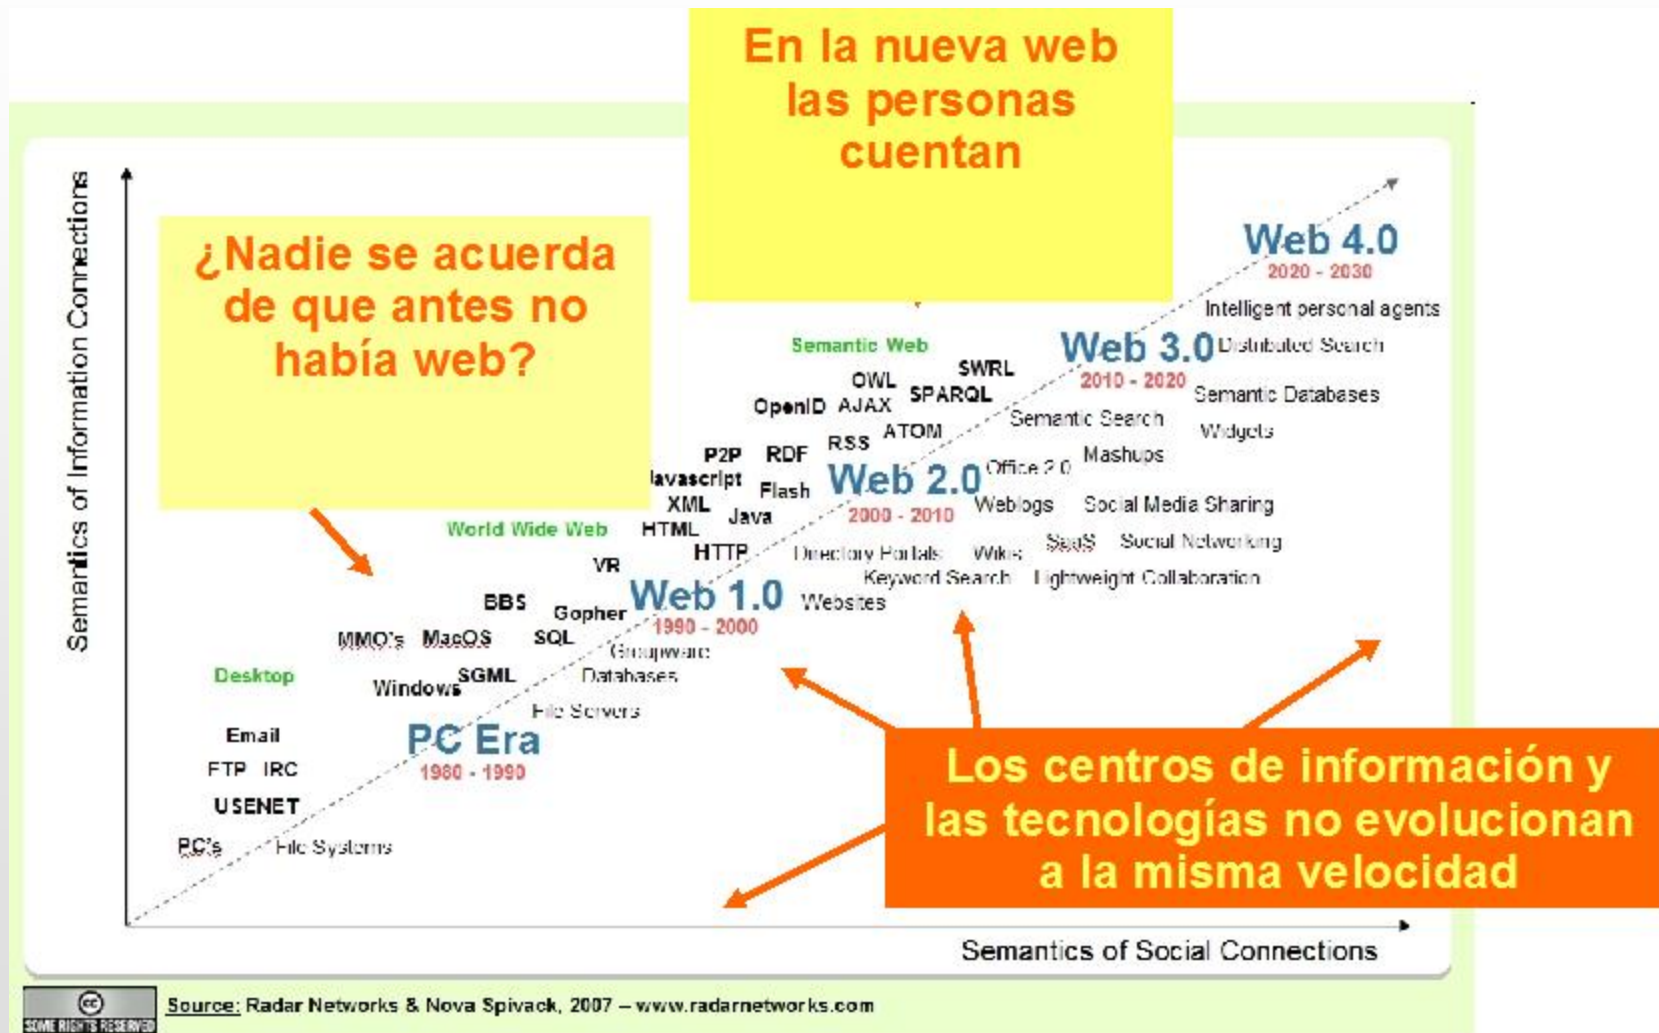 En la nueva web
las personas
cuentan
¿Nadie se acuerda
de que antes no
había web?
Semantics of Information Connections
Web 4.0
2020 - 2030
Intelligent personal agents
Semantic Web
Web 3.0
Distributed Search
SWRL
2010 - 2020
OWL
SPARQL
Semantic Databases
OpenID
AJAX
Semantic Search
ATOM
Widgets
RSS
P2P
RDF
Mashups
Office 2.0
Javascript
Flash
Web 2.0
XML
Weblogs
Social Media Sharing
Java
2000 - 2010
World Wide Web
HTML
HTTP
Directory Portals
Wikis
SaaS
Social Networking
VR
Keyword Search
Lightweight Collaboration
BBS
Gopher
Web 1.0
Websites
1990 - 2000
MMO's
MacOS
SQL
Groupware
Desktop
SGML
Databases
Windows
File Servers
Email
PC Era
FTP
IRC
1980 - 1990
USENET
PC's
File Systems
Los centros de información y
las tecnologías no evolucionan
a la misma velocidad
Semantics of Social Connections
cc
SOME RIGHTS RESERVED
Source: Radar Networks & Nova Spivack, 2007 – www.radarnetworks.com